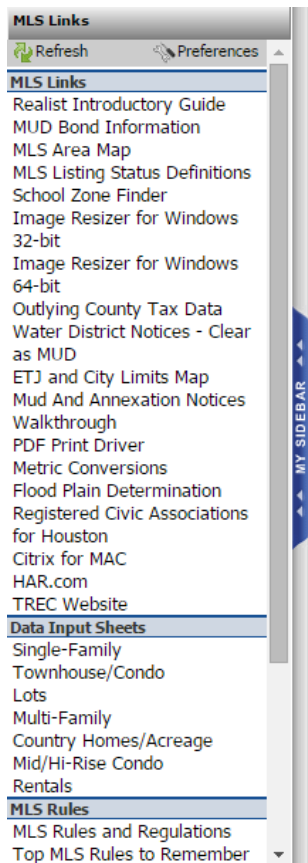 MLS Links
Refresh Preferences
MLS Links
Realist Introductory Guide
MUD Bond Information
MLS Area Map
MLS Listing Status Definitions
School Zone Finder
Image Resizer for Windows
32-bit
Image Resizer for Windows
64-bit
Outlying County Tax Data
Water District Notices - Clear
as MUD
ETJ and City Limits Map
Mud And Annexation Notices
Walkthrough
PDF Print Driver
Metric Conversions
Flood Plain Determination
Registered Civic Associations
for Houston
Citrix for MAC
HAR.com
TREC Website
Data Input Sheets
Single-Family
Townhouse/Condo
Lots
Multi-Family
Country Homes/Acreage
Mid/Hi-Rise Condo
Rentals
MLS Rules
MLS Rules and Regulations
Top MLS Rules to Remember
MY SIDEBAR